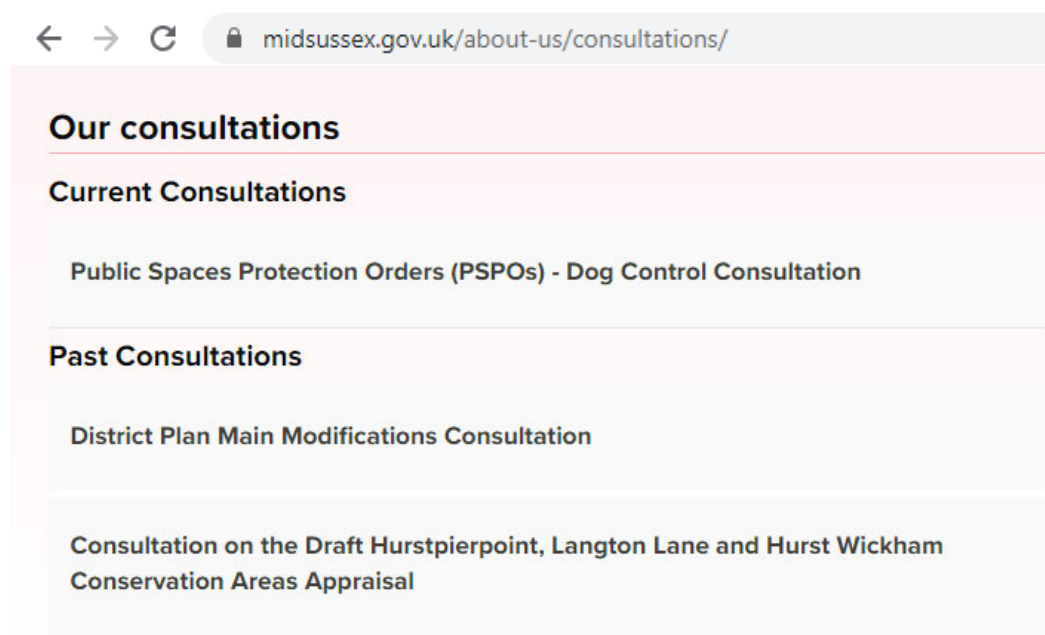 midsussex.gov.uk/about-us/consultations/
Our consultations
Current Consultations
Public Spaces Protection Orders (PSPOs) - Dog Control Consultation
Past Consultations
District Plan Main Modifications Consultation
Consultation on the Draft Hurstpierpoint, Langton Lane and Hurst Wickham
Conservation Areas Appraisal